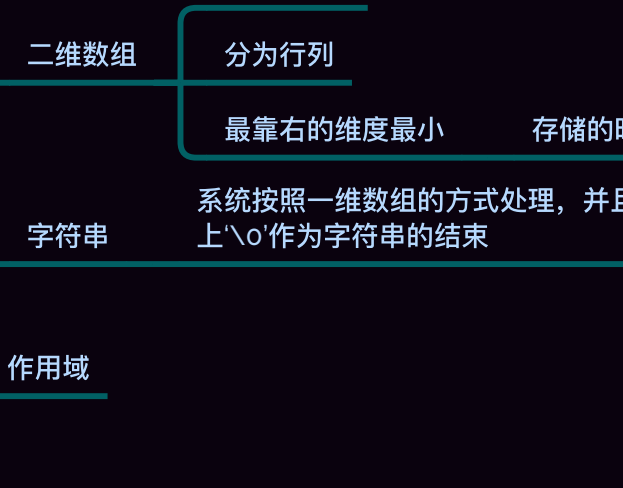 二维数组
分为行列
最靠右的维度最小
存储的
系统按照一维数组的方式处理，并且
字符串
上‘\o’作为字符串的结束
作用域